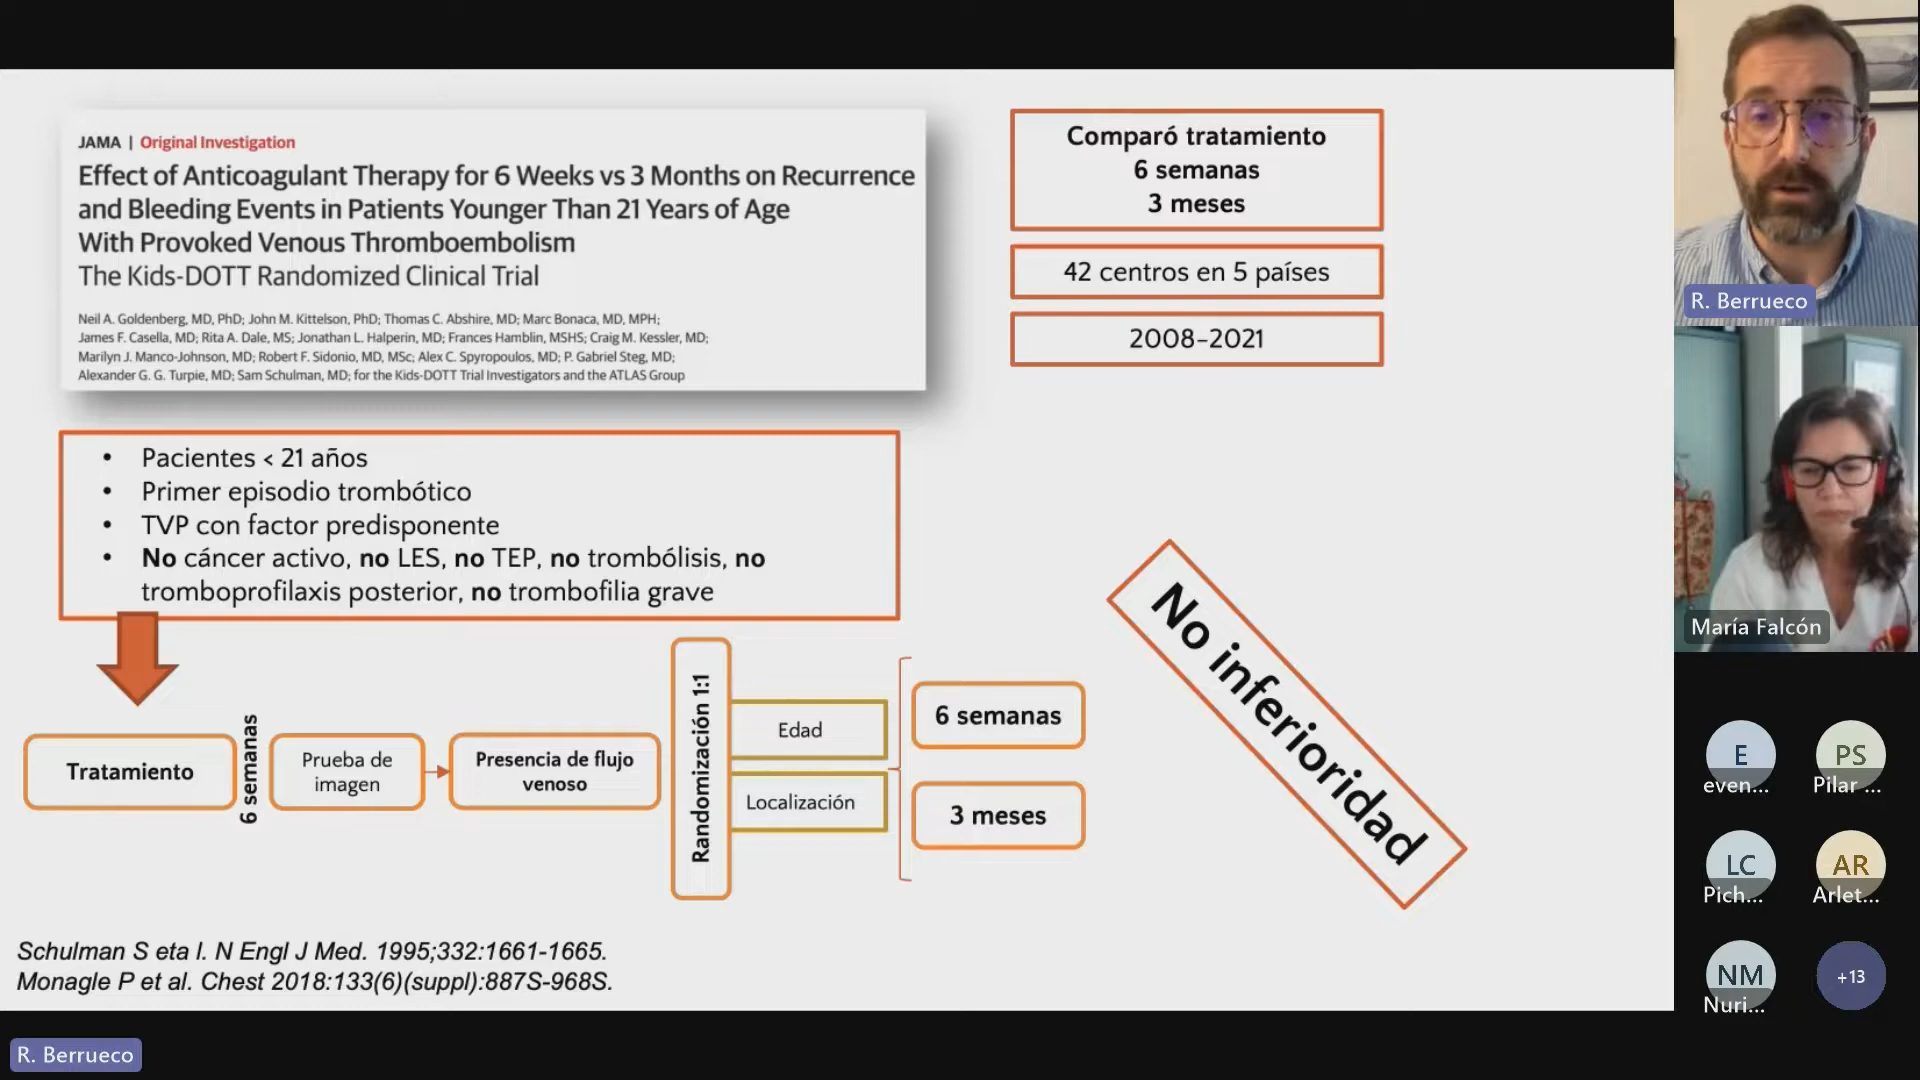 JAMA | Original Investigation
Effect of Anticoagulant Therapy for 6 Weeks vs 3 Months on Recurrence
and Bleeding Events in Patients Younger Than 21 Years of Age
With Provoked Venous Thromboembolism
The Kids-DOTT Randomized Clinical Trial
Neil A. Goldenberg, MD, PhD; John M. Kittelson, PhD; Thomas C. Abshire, MD; Marc Bonaca, MD, MPH;
James F. Casella, MD; Rita A. Dale, MS; Jonathan L. Halperin, MD; Frances Hamblin, MSHS; Craig M. Kessler, MD;
Marilyn J. Manco-Johnson, MD; Robert F. Sidonio, MD, MSc; Alex C. Spyropoulos, MD; P. Gabriel Steg, MD;
Alexander G. G. Turpie, MD; Sam Schulman, MD; for the Kids-DOTT Trial Investigators and the ATLAS Group
Comparó tratamiento
6 semanas
3 meses
42 centros en 5 países
2008-2021
• Pacientes < 21 años
• Primer episodio trombótico
• TVP con factor predisponente
• No cáncer activo, no LES, no TEP, no trombólisis, no
tromboprofilaxis posterior, no trombofilia grave
Tratamiento
6 semanas
Prueba de
imagen
Presencia de flujo
venoso
Randomización 1:1
Edad
Localización
6 semanas
3 meses
No inferioridad
Schulman S eta l. N Engl J Med. 1995;332:1661-1665.
Monagle P et al. Chest 2018:133(6)(suppl):887S-968S.
R. Berrueco
R. Berrueco
María Falcón
E
even...
PS
Pilar ...
LC
Pich...
AR
Arlet...
NM
Nuri...
+13